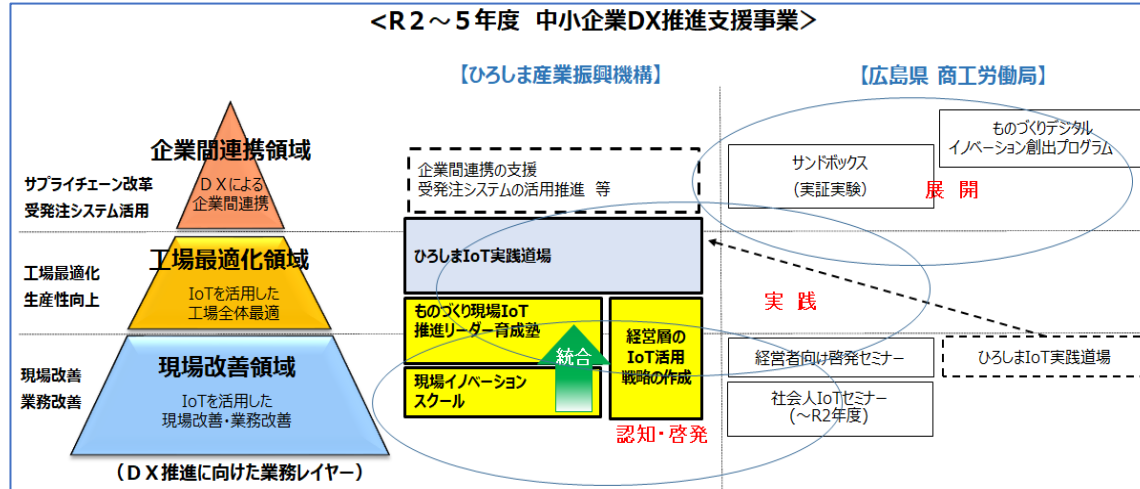 <R２～５年度 中小企業DX推進支援事業>
【ひろしま産業振興機構】
【広島県 商工労働局】
企業間連携領域
サプライチェーン改革
受発注システム活用
ＤＸによる
企業間連携
企業間連携の支援
受発注システムの活用推進 等
サンドボックス
（実証実験）
ものづくりデジタル
イノベーション創出プログラム
展 開
工場最適化領域
工場最適化
生産性向上
IoTを活用した
工場全体最適
ひろしまIoT実践道場
実 践
ものづくり現場IoT
推進リーダー育成塾
統合
経営層の
IoT活用
戦略の作成
現場イノベーション
スクール
認知・啓発
現場改善領域
現場改善
業務改善
IoTを活用した
現場改善・業務改善
経営者向け啓発セミナー
ひろしまIoT実践道場
社会人IoTセミナー
（～R2年度）
（ＤＸ推進に向けた業務レイヤー）